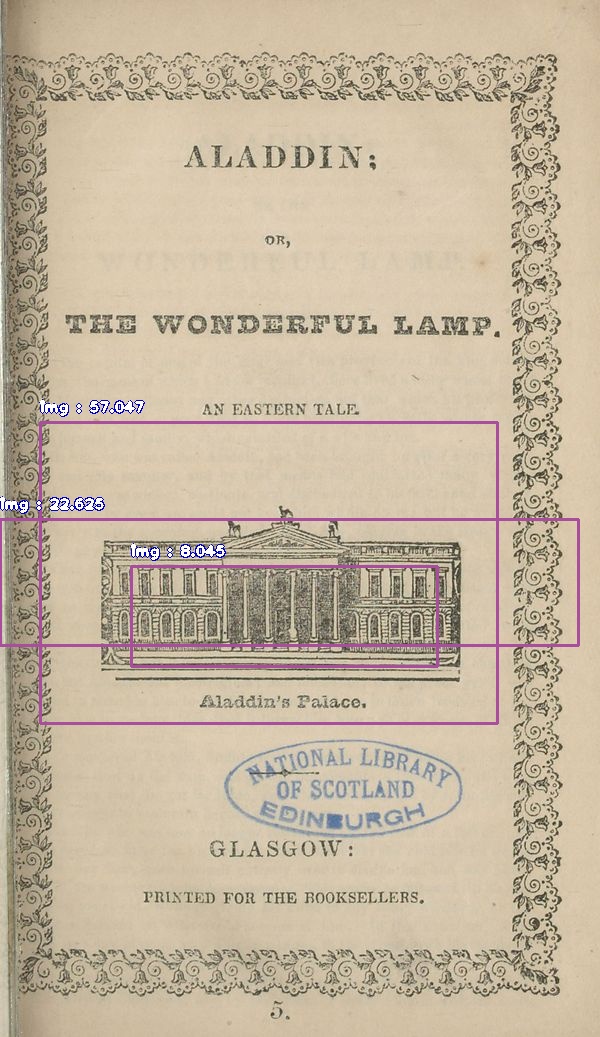 ALADDIN;
OR,
THE WONDERFUL LAMP.
AN EASTERN TALE.
img : 57.047
img : 22.625
img : 8.045
Aladdin's Palace.
NATIONAL LIBRARY
OF SCOTLAND
EDINBURGH
GLASGOW:
PRINTED FOR THE BOOKSELLERS.
5.